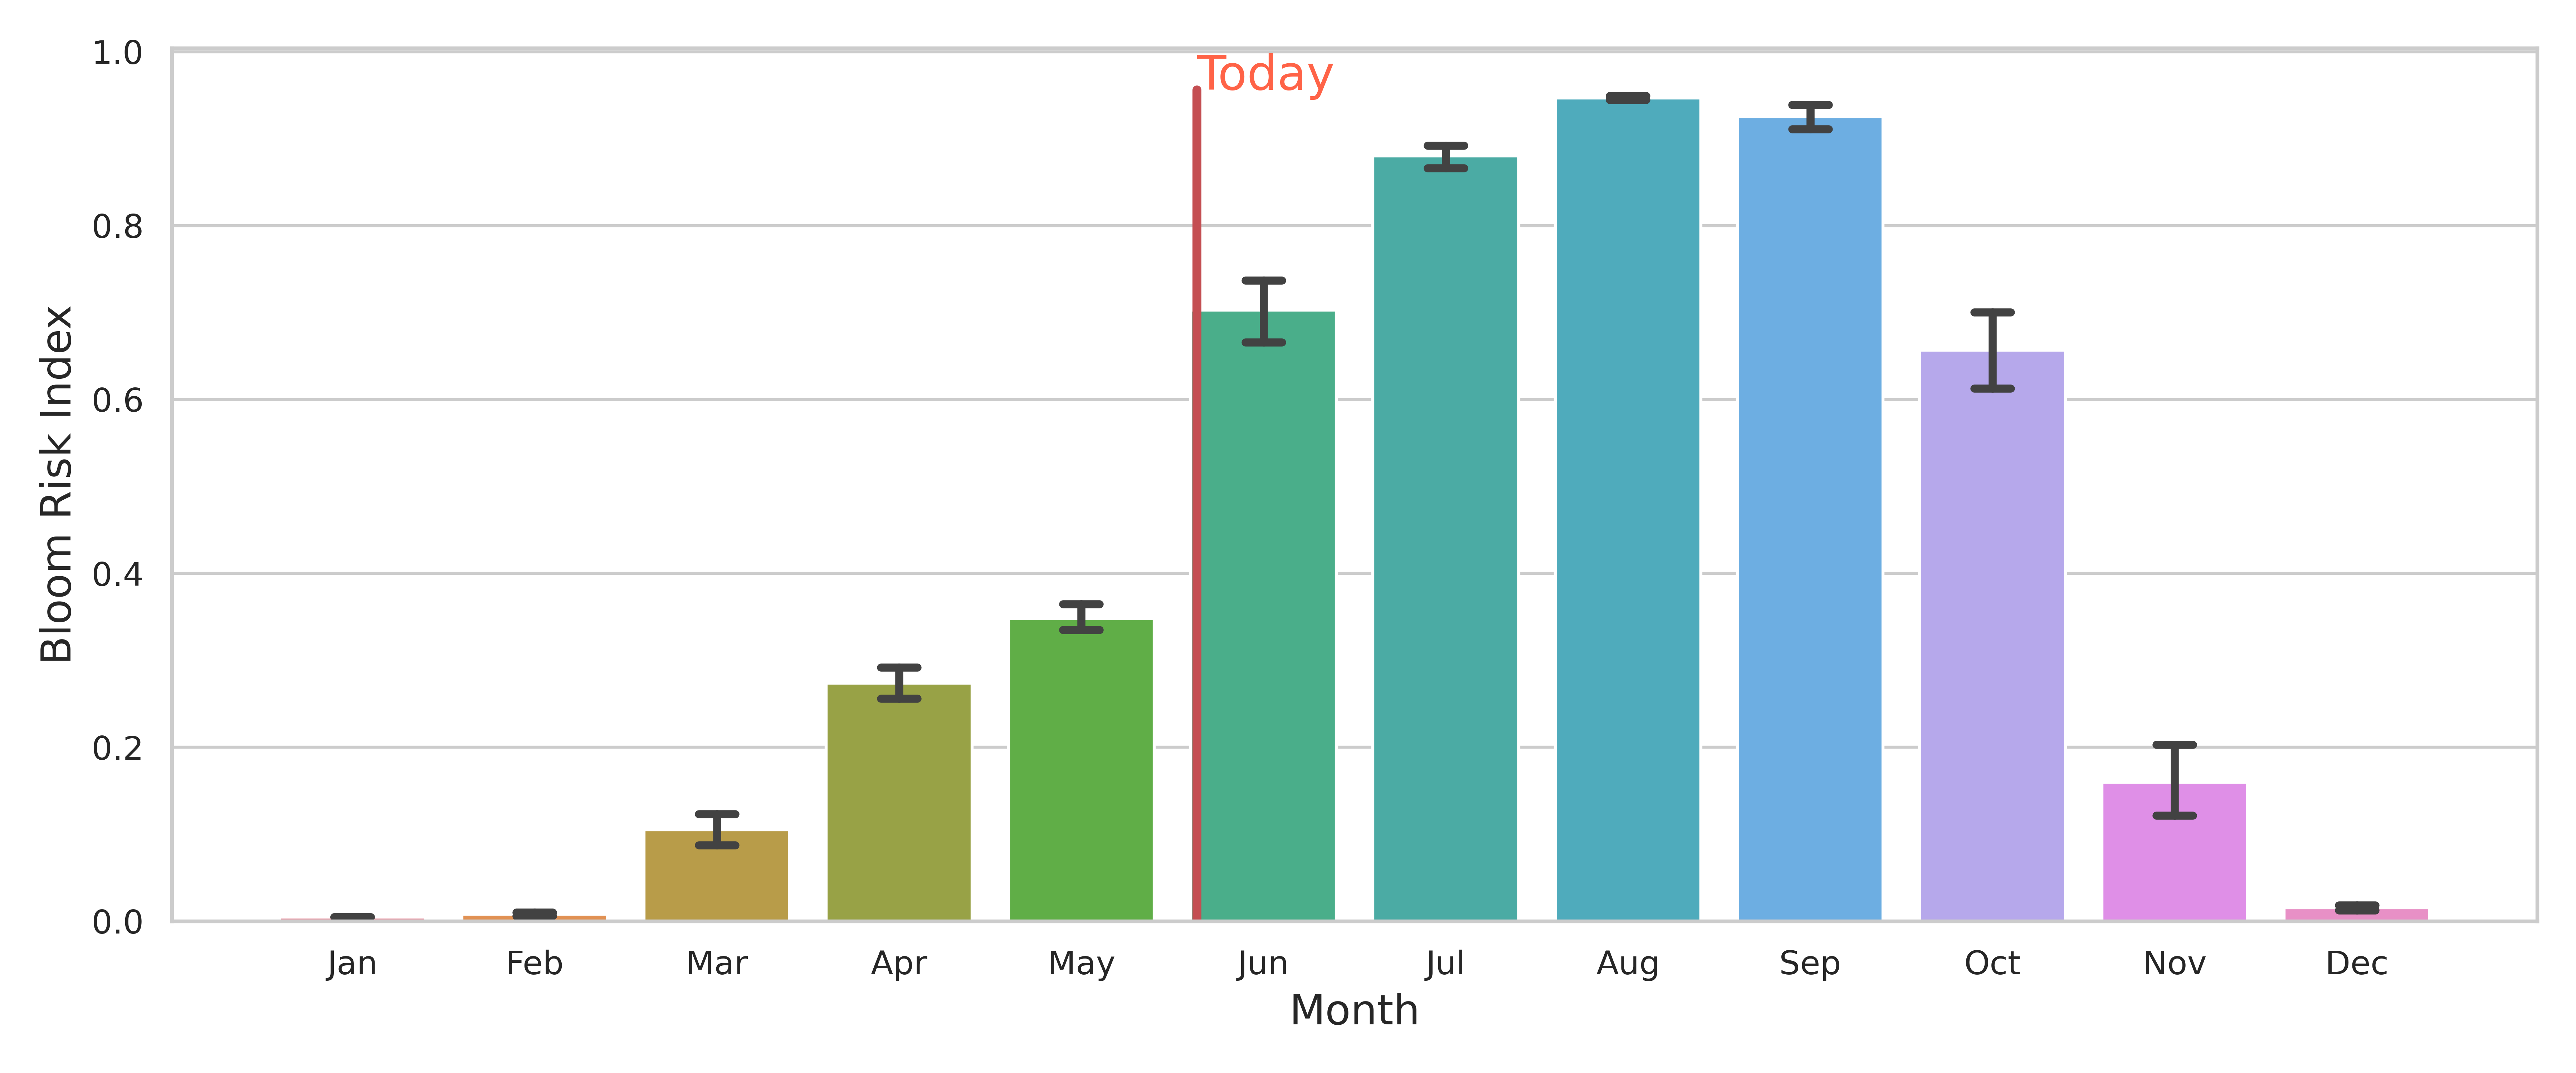 Today
Bloom Risk Index
1.0
0.8
0.6
0.4
0.2
0.0
Jan Feb Mar Apr May Jun Jul Aug Sep Oct Nov Dec
Month